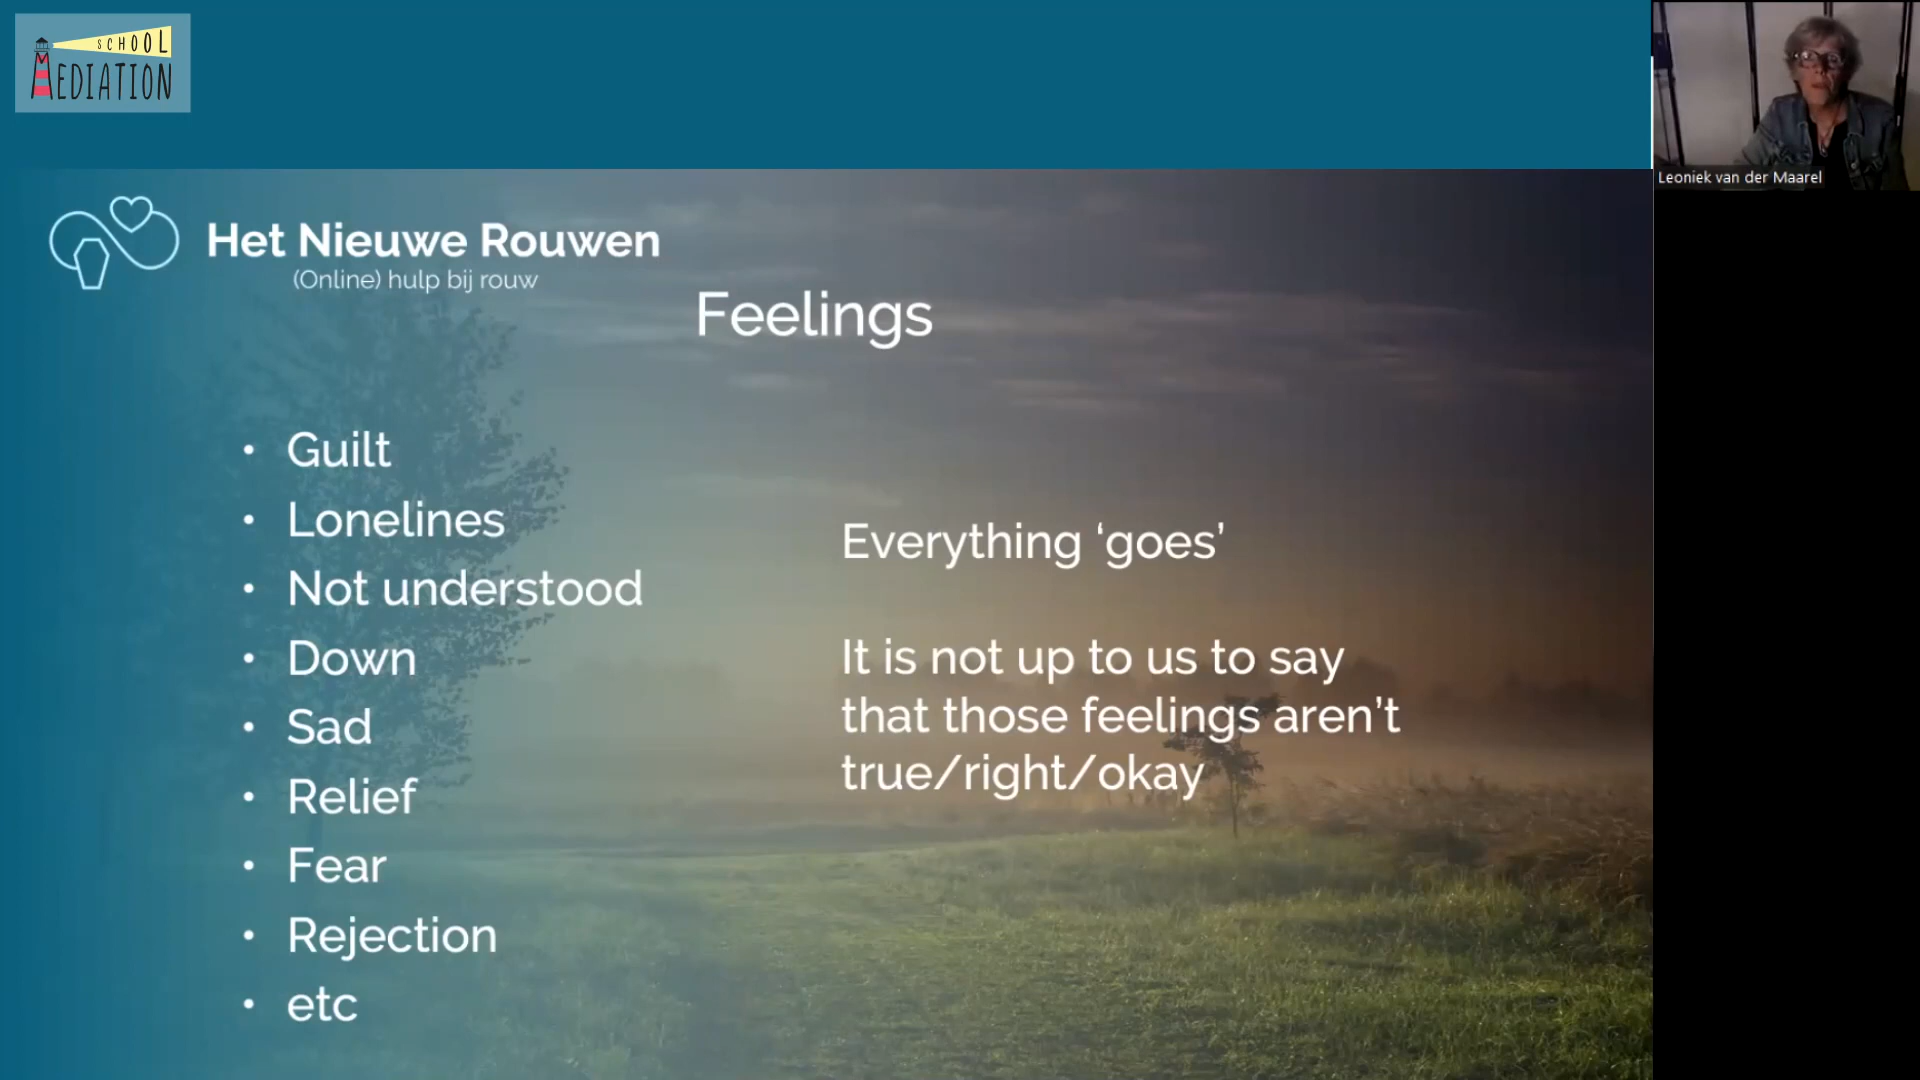 SCHOOL
MEDIATION
Leoniek van der Maarel
Het Nieuwe Rouwen
(Online) hulp bij rouw
Feelings
• Guilt
• Lonelines
• Not understood
• Down
• Sad
• Relief
• Fear
• Rejection
• etc
Everything ‘goes’
It is not up to us to say
that those feelings aren’t
true/right/okay